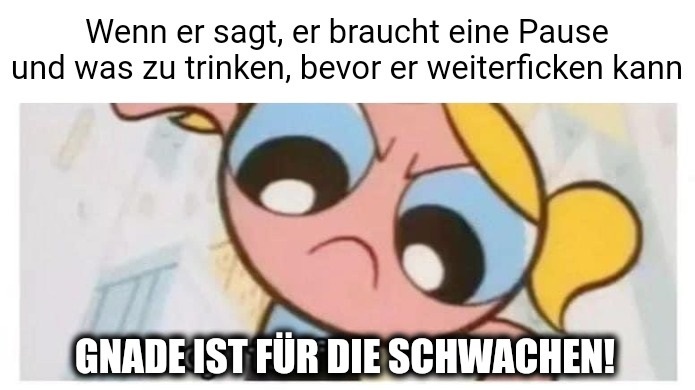 Wenn er sagt, er braucht eine Pause
und was zu trinken, bevor er weiterficken kann
GNADE IST FÜR DIE SCHWACHEN!